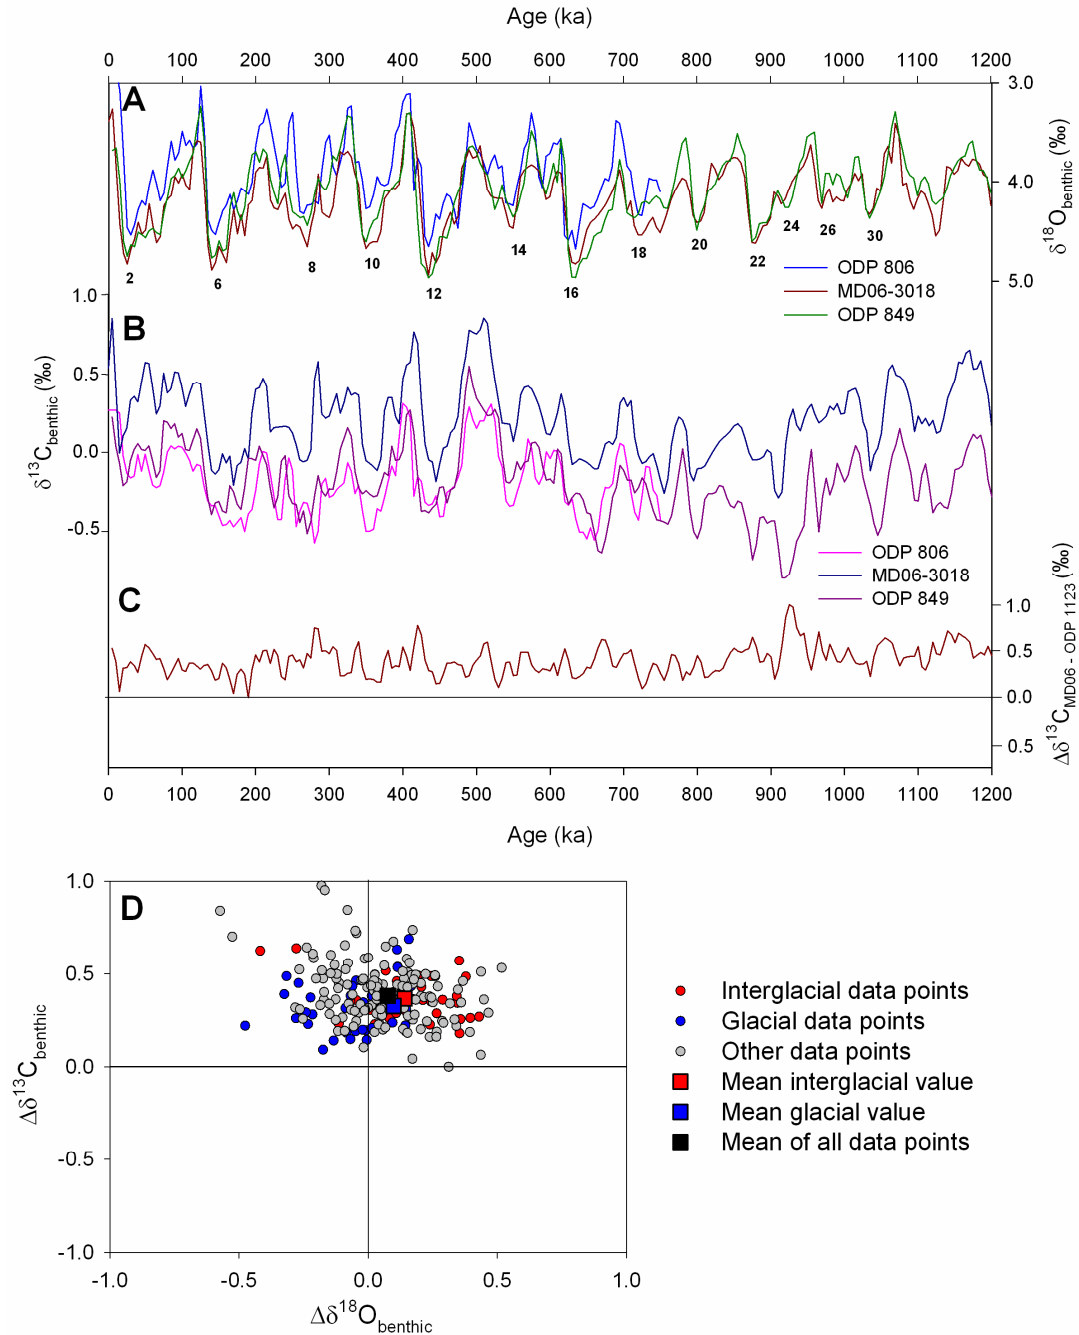 Age (ka)
0 100 200 300 400 500 600 700 800 900 1000 1100 1200
A
3.0
4.0
5.0
δ18Obenthic (‰)
2 6 8 10 12 14 16 18 20 22 24 26 30
ODP 806
MD06-3018
ODP 849
B
1.0
0.5
0.0
-0.5
δ13Cbenthic (‰)
ODP 806
MD06-3018
ODP 849
C
1.0
0.5
0.0
0.5
Δδ13CMD06 - ODP 1123 (‰)
0 100 200 300 400 500 600 700 800 900 1000 1100 1200
Age (ka)
D
1.0
0.5
0.0
-0.5
-1.0
Δδ13Cbenthic
-1.0 -0.5 0.0 0.5 1.0
Δδ18Obenthic
Interglacial data points
Glacial data points
Other data points
Mean interglacial value
Mean glacial value
Mean of all data points